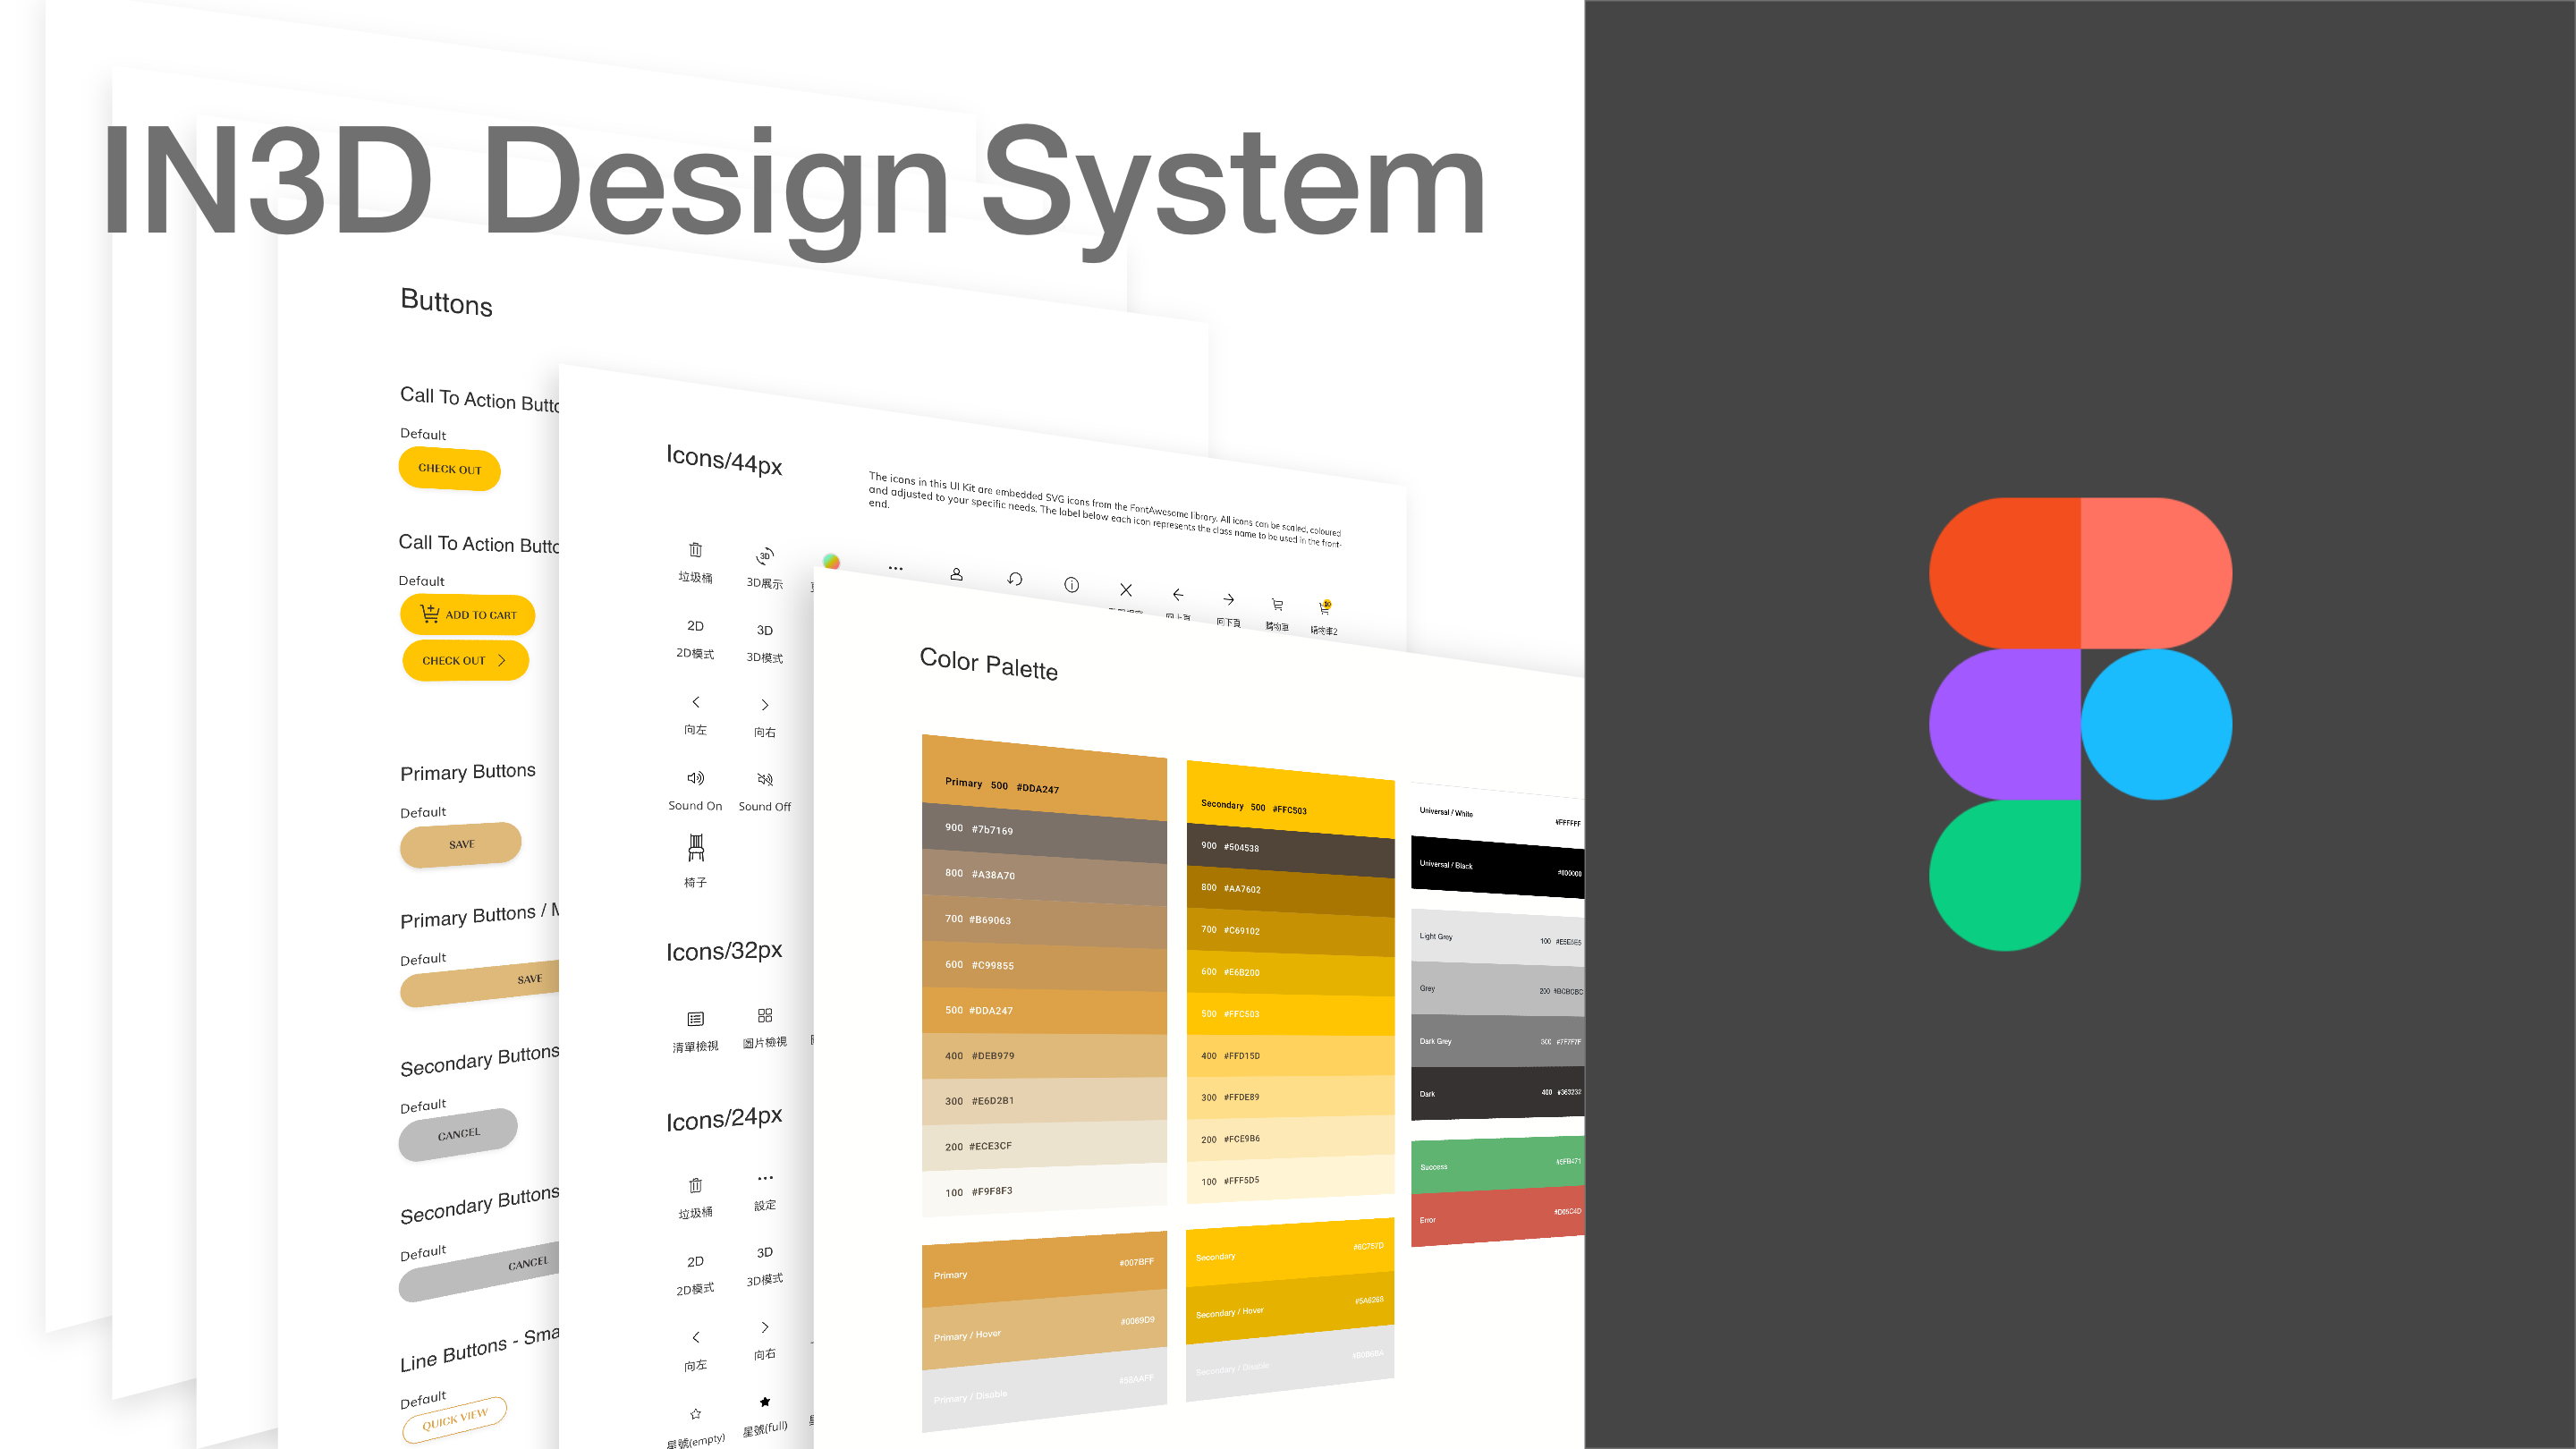 IN3D Design System
Buttons
Call To Action
Default
CHECK OUT
Call To Action
Default
ADD TO CART
CHECK OUT
Primary Buttons
Default
SAVE
Primary Buttons /
Default
SAVE
Secondary Buttons
Default
CANCEL
Secondary Buttons
Default
CANCEL
Line Buttons -
Default
QUICK VIEW
Icons/44px
The icons in this UI Kit are embedded SVG icons from the FontAwesome library. All icons can be scaled, coloured
and adjusted to your specific needs. The label below each icon represents the class name to be used in the front-
end.
垃圾桶 3D展示
向下頁 購物車 購物車2
2D 3D
2D模式 3D模式
向左 向右
Sound On Sound Off
椅子
Icons/32px
清單檢視 圖片檢視
Icons/24px
垃圾桶 設定
2D 3D
2D模式 3D模式
向左 向右
星號(empty) 星號(full)
Color Palette
Primary 500 #DDA247
900 #7b7169
800 #A38A70
700 #B69063
600 #C99855
500 #DDA247
400 #DEB979
300 #E6D2B1
200 #ECE3CF
100 #F9F8F3
Primary #007BFF
Primary / Hover #0069D9
Primary / Disable #58AAFF
Secondary 500 #FFC503
900 #504538
800 #AA7602
700 #C69102
600 #E6B200
500 #FFC503
400 #FFD15D
300 #FFDE89
200 #FCE9B6
100 #FFF5D5
Secondary #6C757D
Secondary / Hover #5A6268
Secondary / Disable
Universal / White #FFFFFF
Universal / Black #000000
Light Grey 100 #E5E5E5
Grey 200 #BCBCBC
Dark Grey 300 #7F7F7F
Dark 400 #363232
Success #5FB471
Error #D05C4D